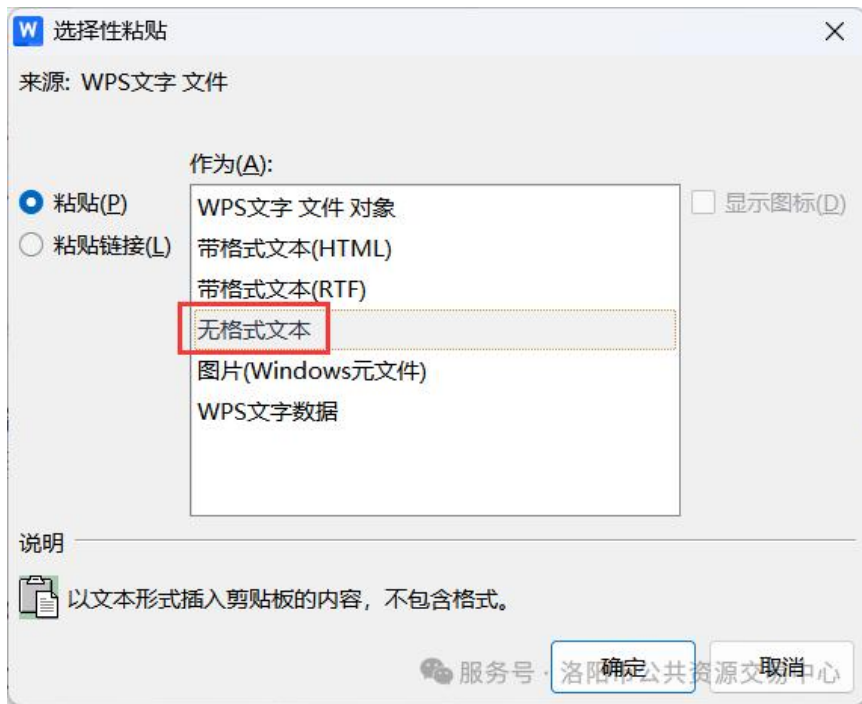 W 选择性粘贴
来源: WPS文字 文件
作为(A):
粘贴(P)
粘贴链接(L)
WPS文字 文件 对象
带格式文本(HTML)
带格式文本(RTF)
无格式文本
图片(Windows元文件)
WPS文字数据
显示图标(D)
说明
以文本形式插入剪贴板的内容，不包含格式。
确定 取消
服务号 · 洛阳市公共资源交易中心